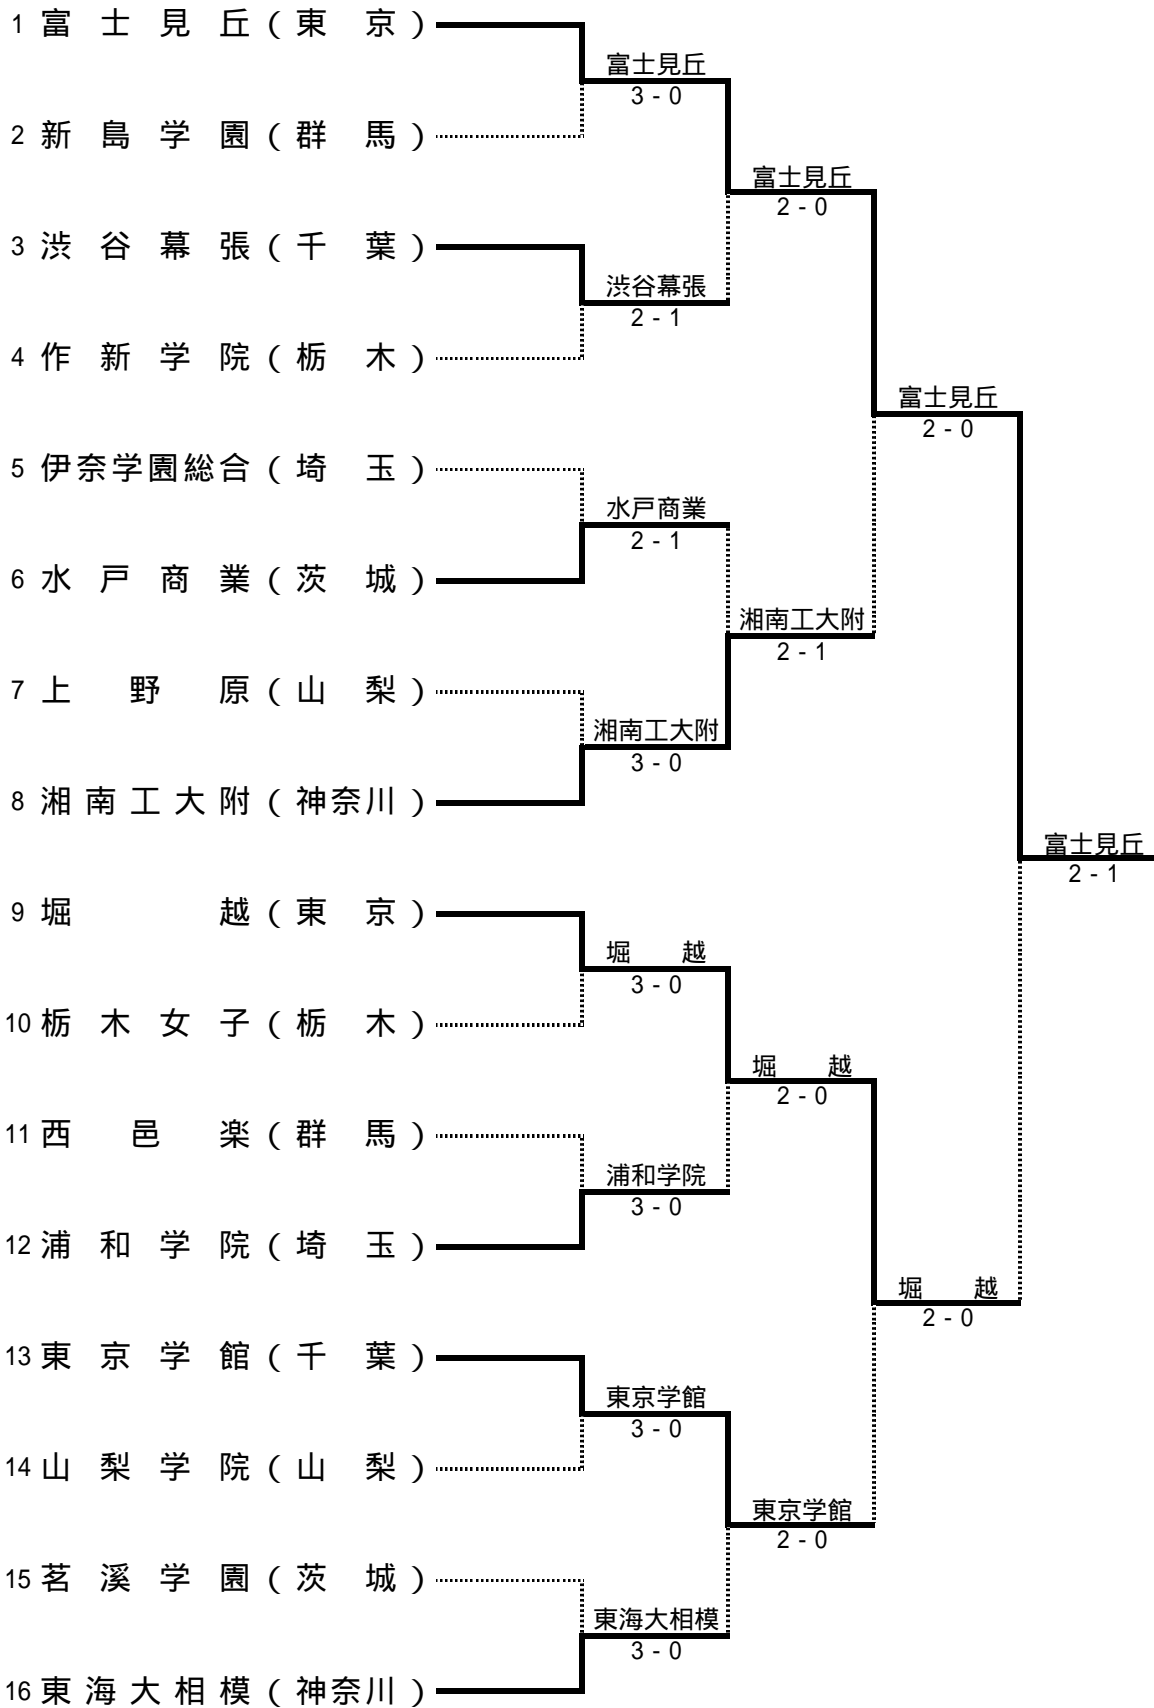 1 富士見丘(東京)
富士見丘
3 - 0
2 新島学園(群馬)
富士見丘
2 - 0
3 渋谷幕張(千葉)
渋谷幕張
2 - 1
4 作新学院(栃木)
富士見丘
2 - 0
5 伊奈学園総合(埼玉)
水戸商業
2 - 1
6 水戸商業(茨城)
湘南工大附
2 - 1
7 上野原(山梨)
湘南工大附
3 - 0
8 湘南工大附(神奈川)
富士見丘
2 - 1
9 堀越(東京)
堀越
3 - 0
10 栃木女子(栃木)
堀越
2 - 0
11 西邑楽(群馬)
浦和学院
3 - 0
12 浦和学院(埼玉)
堀越
2 - 0
13 東京学館(千葉)
東京学館
3 - 0
14 山梨学院(山梨)
東京学館
2 - 0
15 茗溪学園(茨城)
東海大相模
3 - 0
16 東海大相模(神奈川)